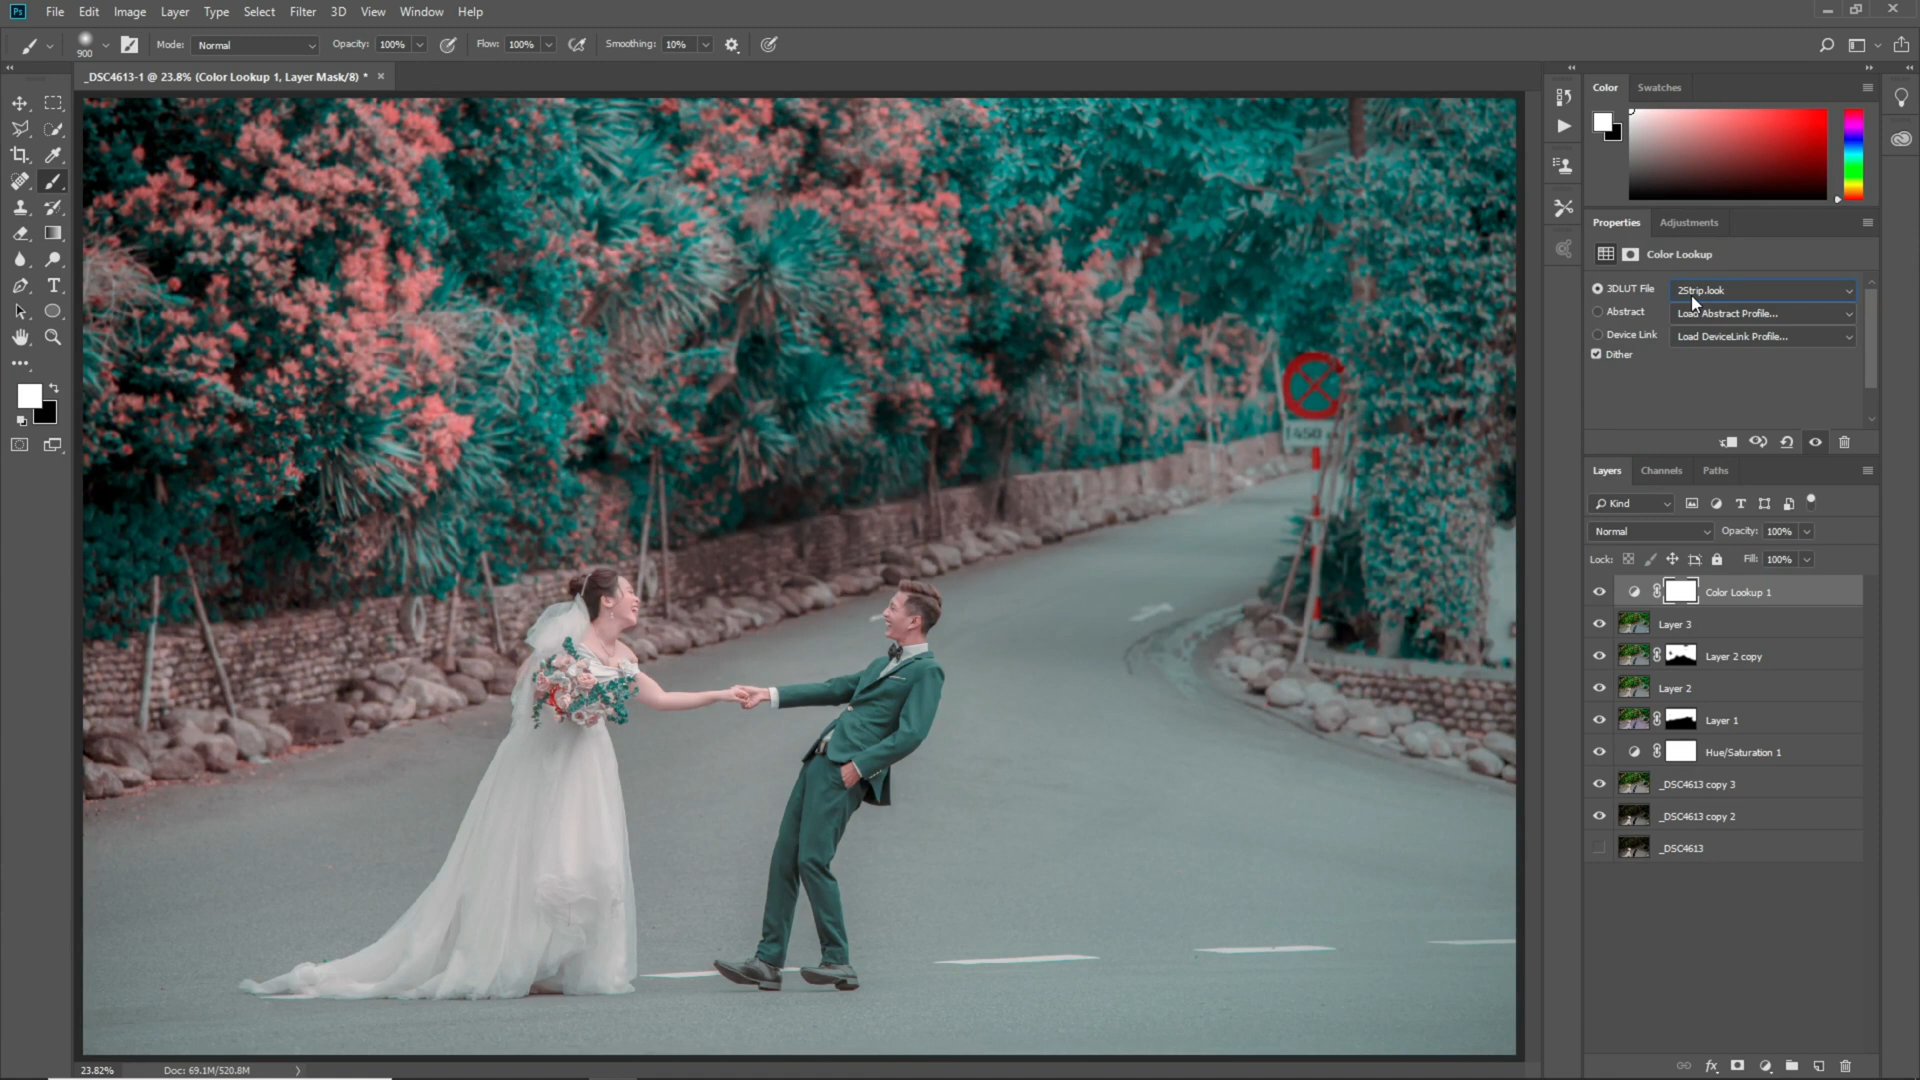 Ps File Edit Image Layer Type Select Filter 3D View Window Help
900 Mode: Normal Opacity: 100% Flow: 100% Smoothing: 10%
_DSC4613-1 @ 23.8% (Color Lookup 1, Layer Mask/8) *
Color Swatches
Properties Adjustments
Color Lookup
3DLUT File 2Strip.look
Abstract Load Abstract Profile...
Device Link Load DeviceLink Profile...
Dither
1450
Layers Channels Paths
Kind
Normal Opacity: 100%
Lock: Fill: 100%
Color Lookup 1
Layer 3
Layer 2 copy
Layer 2
Layer 1
Hue/Saturation 1
_DSC4613 copy 3
_DSC4613 copy 2
_DSC4613
fx
23.82% Doc: 69.1M/520.8M